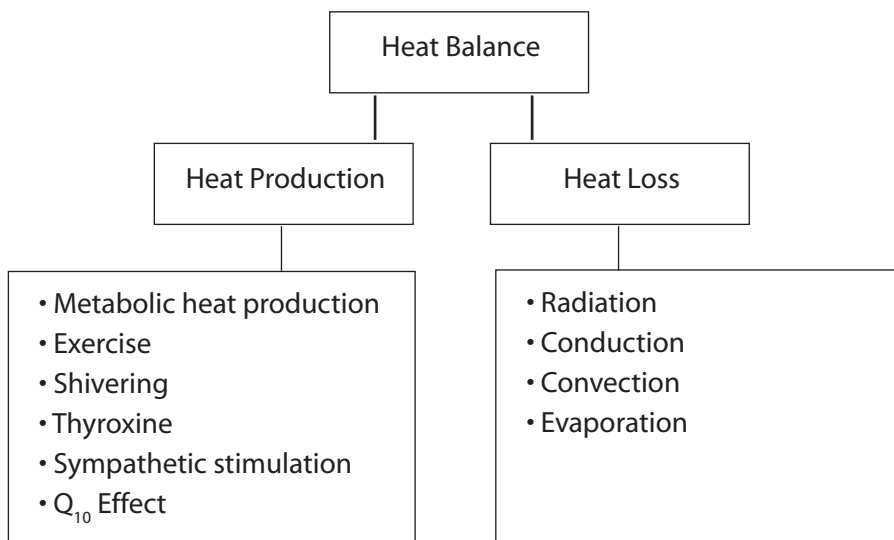 Heat Balance
Heat Production
Heat Loss
• Metabolic heat production
• Exercise
• Shivering
• Thyroxine
• Sympathetic stimulation
• Q₁₀ Effect
• Radiation
• Conduction
• Convection
• Evaporation